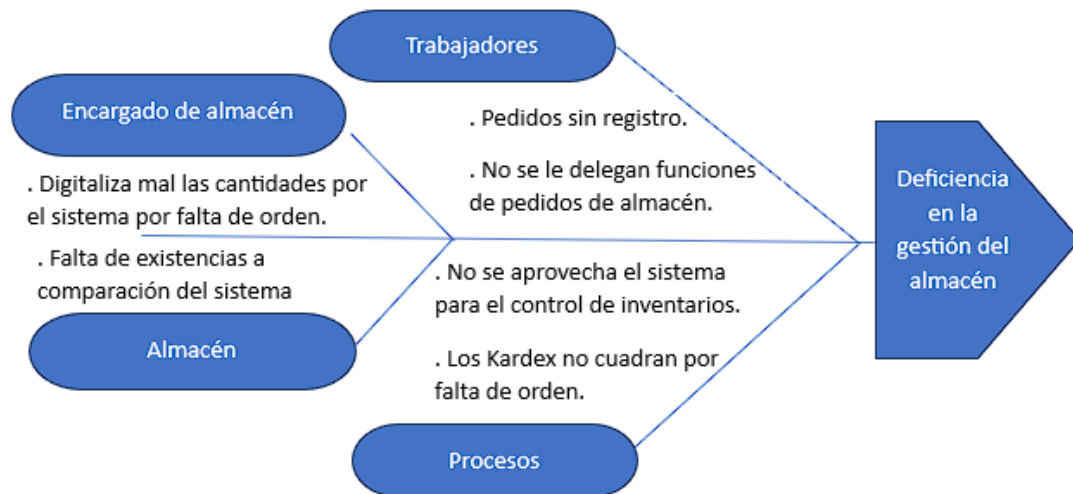 Trabajadores
Encargado de almacén
. Pedidos sin registro.
. No se le delegan funciones
de pedidos de almacén.
. Digitaliza mal las cantidades por
el sistema por falta de orden.
. Falta de existencias a
comparación del sistema
Almacén
. No se aprovecha el sistema
para el control de inventarios.
. Los Kardex no cuadran por
falta de orden.
Procesos
Deficiencia
en la
gestión del
almacén